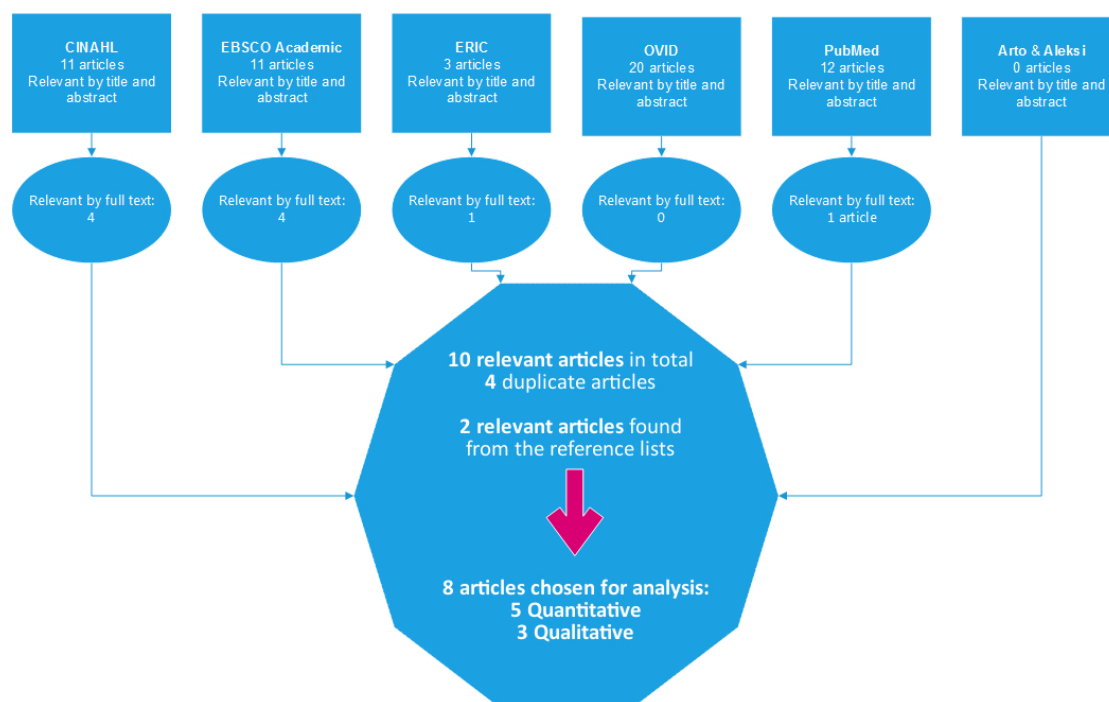 CINAHL
11 articles
Relevant by title and
abstract
EBSCO Academic
11 articles
Relevant by title and
abstract
ERIC
3 articles
Relevant by title and
abstract
OVID
20 articles
Relevant by title and
abstract
PubMed
12 articles
Relevant by title and
abstract
Arto & Aleksi
0 articles
Relevant by title and
abstract
Relevant by full text:
4
Relevant by full text:
4
Relevant by full text:
1
Relevant by full text:
0
Relevant by full text:
1 article
10 relevant articles in total
4 duplicate articles
2 relevant articles found
from the reference lists
8 articles chosen for analysis:
5 Quantitative
3 Qualitative